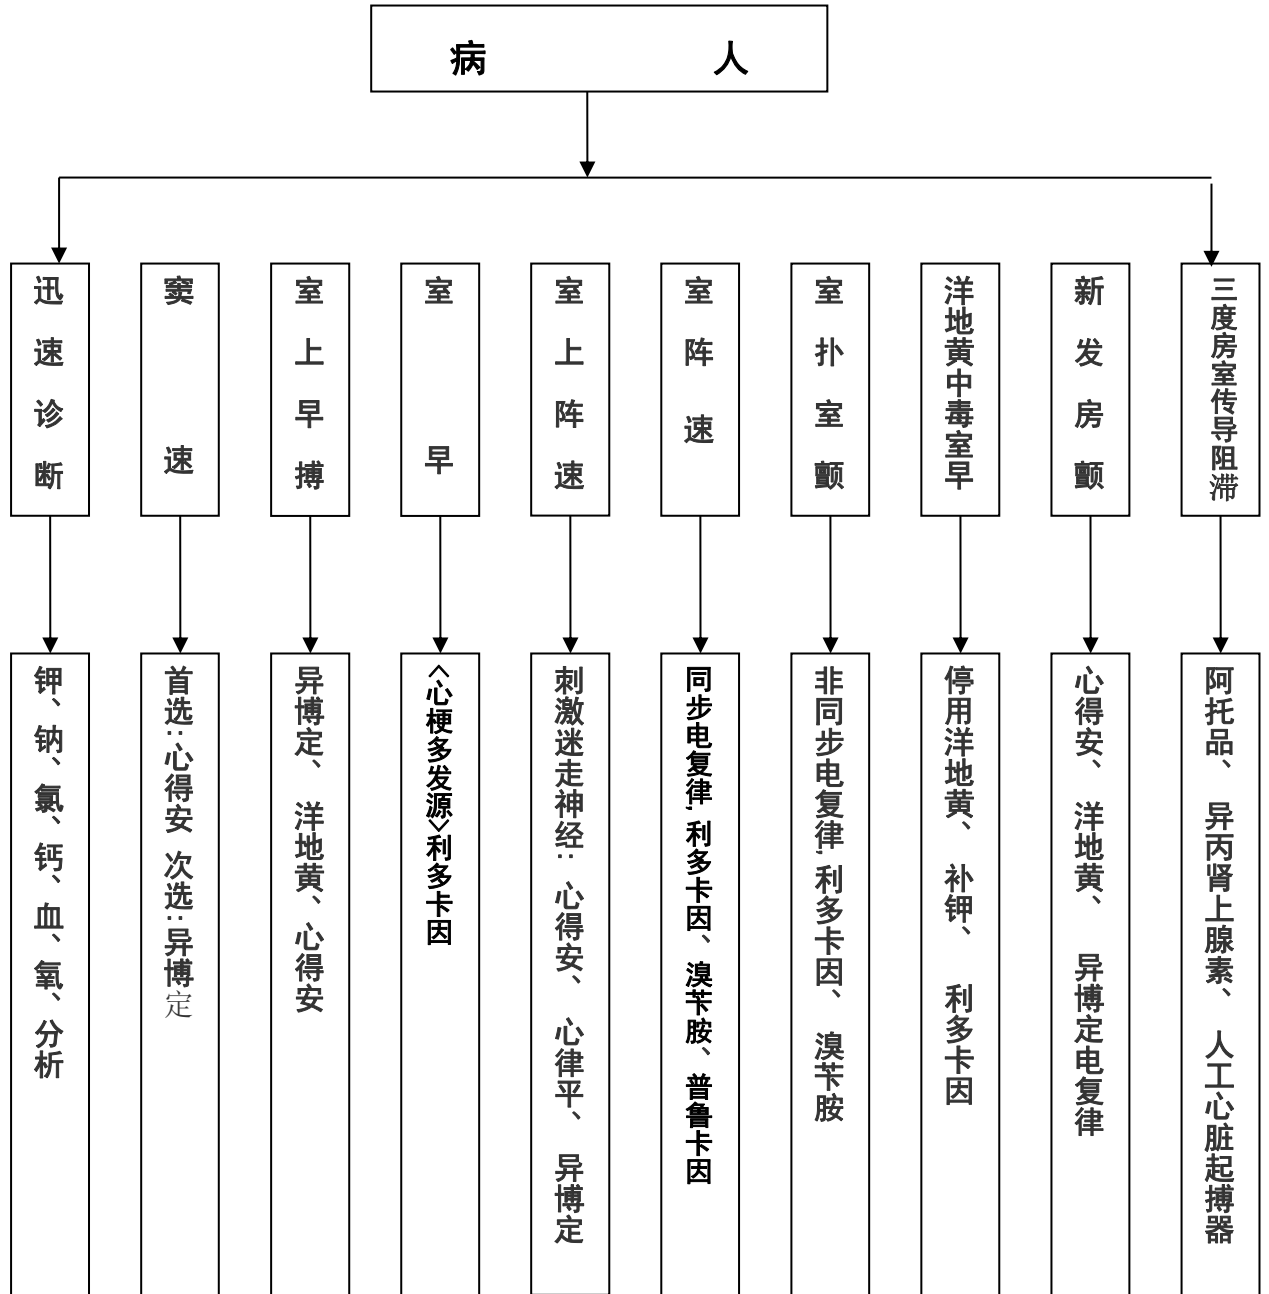 病 人
迅速诊断
窦速
室上早搏
室早
室上阵速
室阵速
室扑室颤
洋地黄中毒室早
新发房颤
三度房室传导阻滞
钾、钠、氯、钙、血、氧、分析
首选:心得安 次选:异博定
异博定、洋地黄、心得安
<心梗多发源>利多卡因
刺激迷走神经: 心得安、心律平、异博定
同步电复律,利多卡因、溴苄胺、普鲁卡因
非同步电复律,利多卡因、溴苄胺
停用洋地黄、补钾、利多卡因
心得安、洋地黄、异博定电复律
阿托品、异丙肾上腺素、人工心脏起搏器